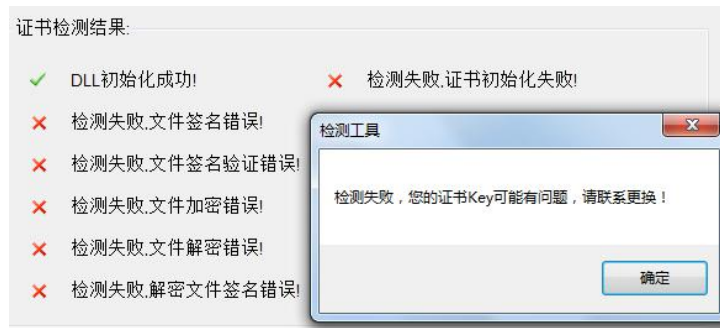 证书检测结果:
DLL初始化成功!
检测失败,证书初始化失败!
检测失败,文件签名错误!
检测失败,文件签名验证错误!
检测失败,文件加密错误!
检测失败,文件解密错误!
检测失败,解密文件签名错误!
检测工具
检测失败，您的证书Key可能有问题，请联系更换！
确定